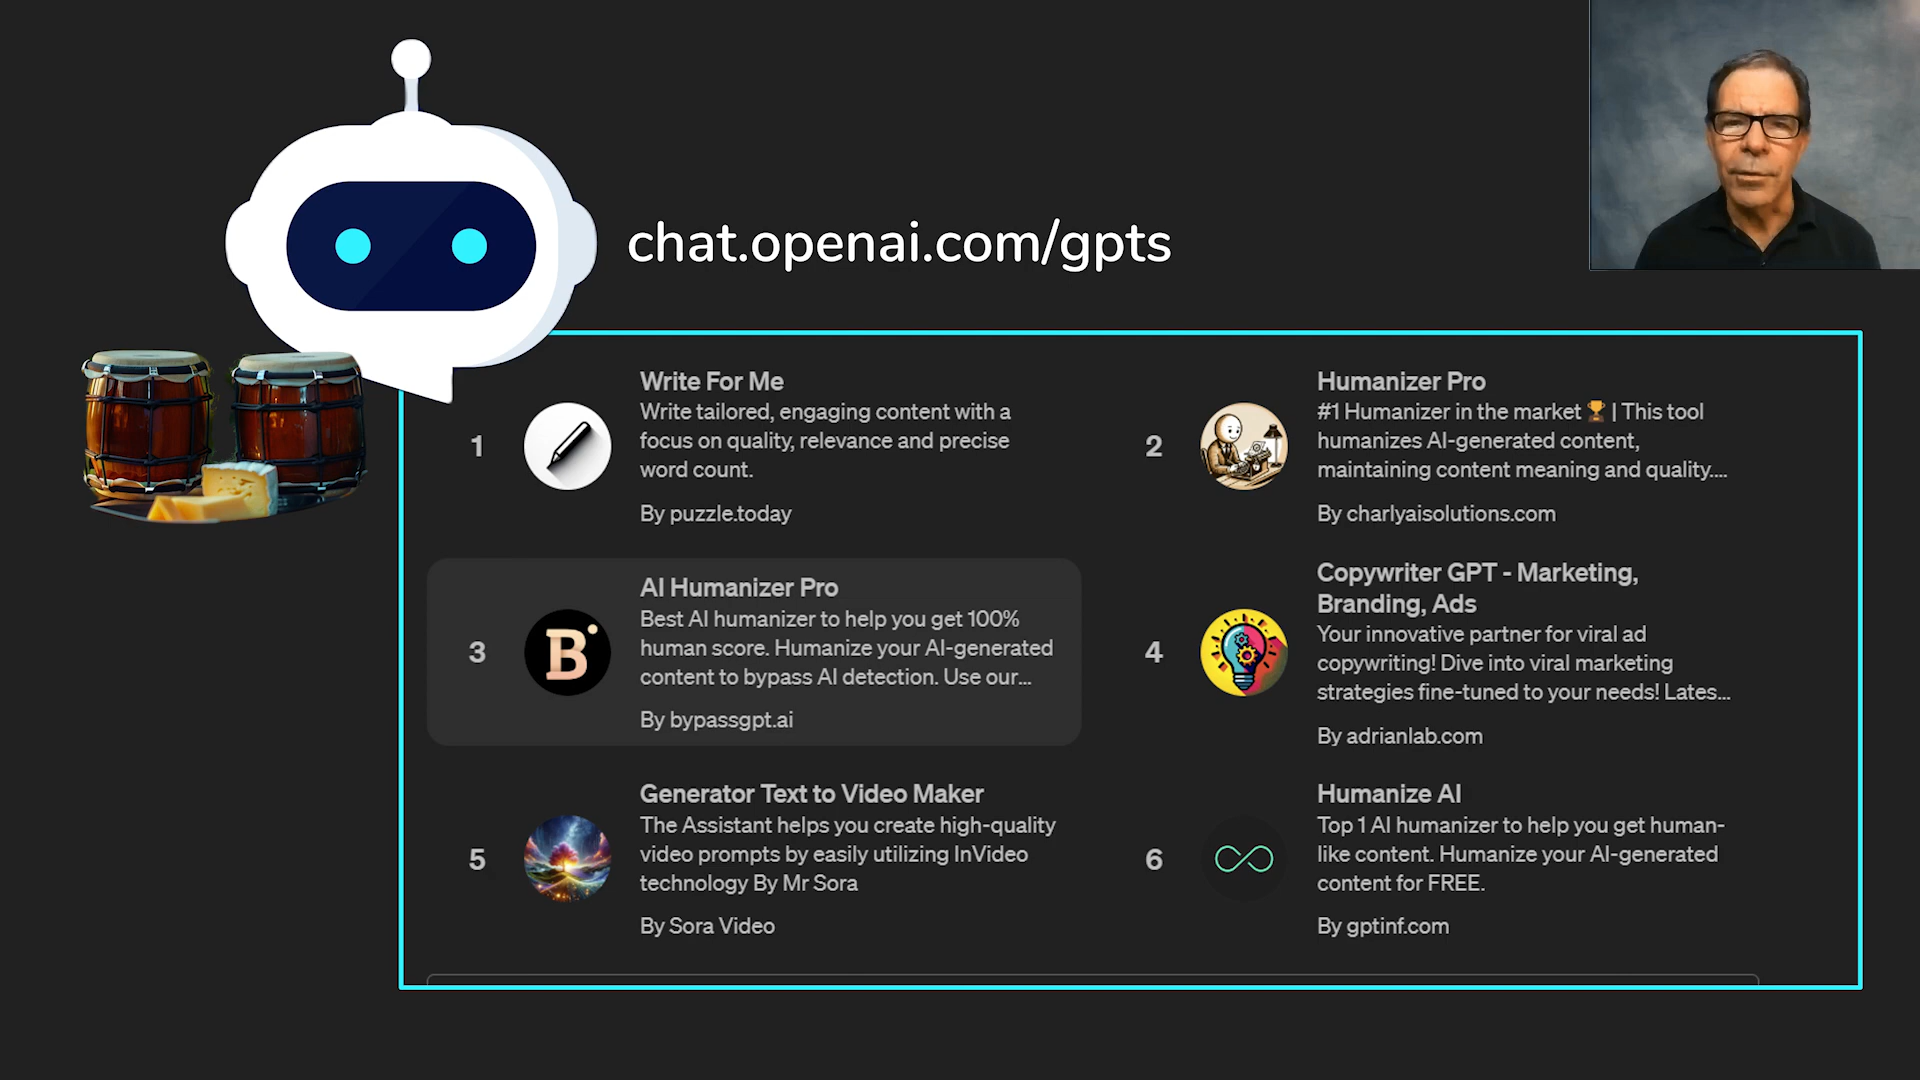 chat.openai.com/gpts
1
Write For Me
Write tailored, engaging content with a
focus on quality, relevance and precise
word count.
By puzzle.today
2
Humanizer Pro
#1 Humanizer in the market 🏆 | This tool
humanizes AI-generated content,
maintaining content meaning and quality....
By charlyaisolutions.com
3
B
AI Humanizer Pro
Best AI humanizer to help you get 100%
human score. Humanize your AI-generated
content to bypass AI detection. Use our...
By bypassgpt.ai
4
Copywriter GPT - Marketing,
Branding, Ads
Your innovative partner for viral ad
copywriting! Dive into viral marketing
strategies fine-tuned to your needs! Lates...
By adrianlab.com
5
Generator Text to Video Maker
The Assistant helps you create high-quality
video prompts by easily utilizing InVideo
technology By Mr Sora
By Sora Video
6
Humanize AI
Top 1 AI humanizer to help you get human-
like content. Humanize your AI-generated
content for FREE.
By gptinf.com